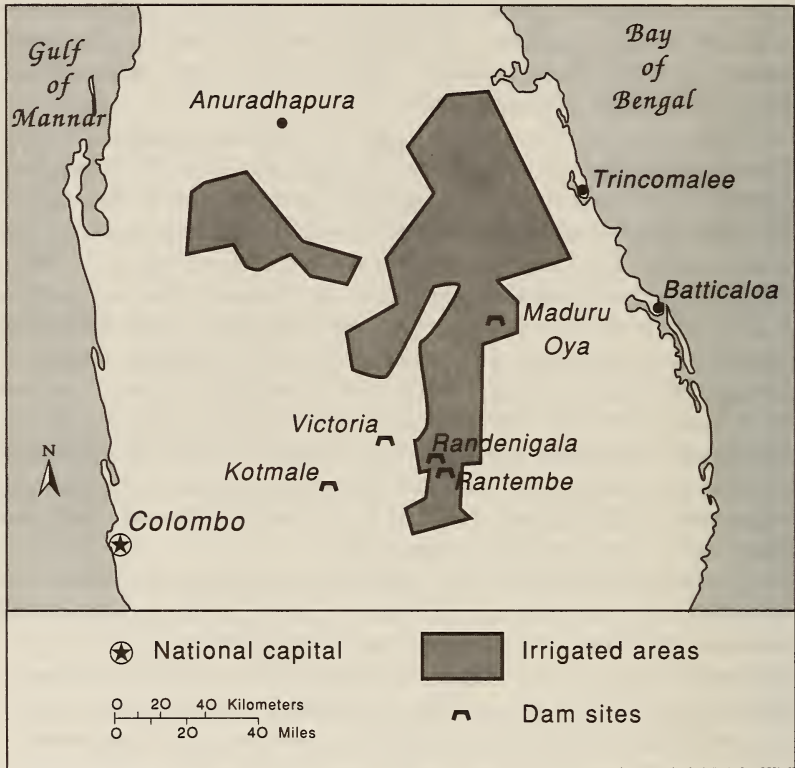 Gulf
of
Mannar
Bay
of
Bengal
Anuradhapura
Trincomalee
Batticaloa
Maduru
Oya
Victoria
Randenigala
Kotmale
Rantembe
N
Colombo
National capital
Irrigated areas
0 20 40 Kilometers
0 20 40 Miles
Dam sites